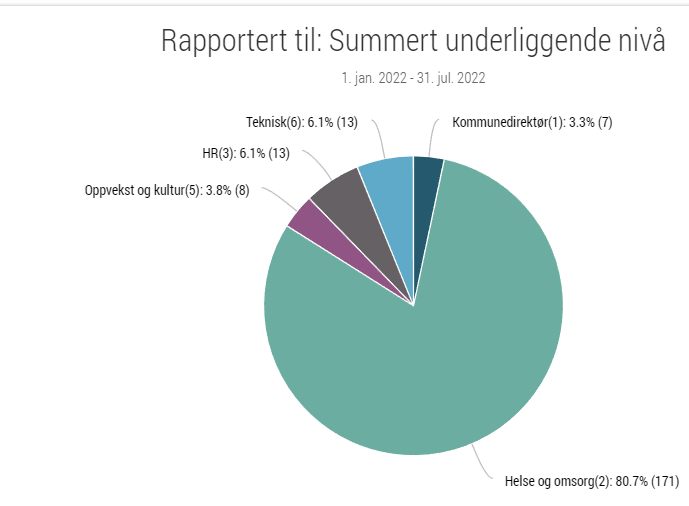 Rapportert til: Summert underliggende nivå
1. jan. 2022 - 31. jul. 2022
Teknisk(6): 6.1% (13)
Kommunedirektør(1): 3.3% (7)
HR(3): 6.1% (13)
Oppvekst og kultur(5): 3.8% (8)
Helse og omsorg(2): 80.7% (171)